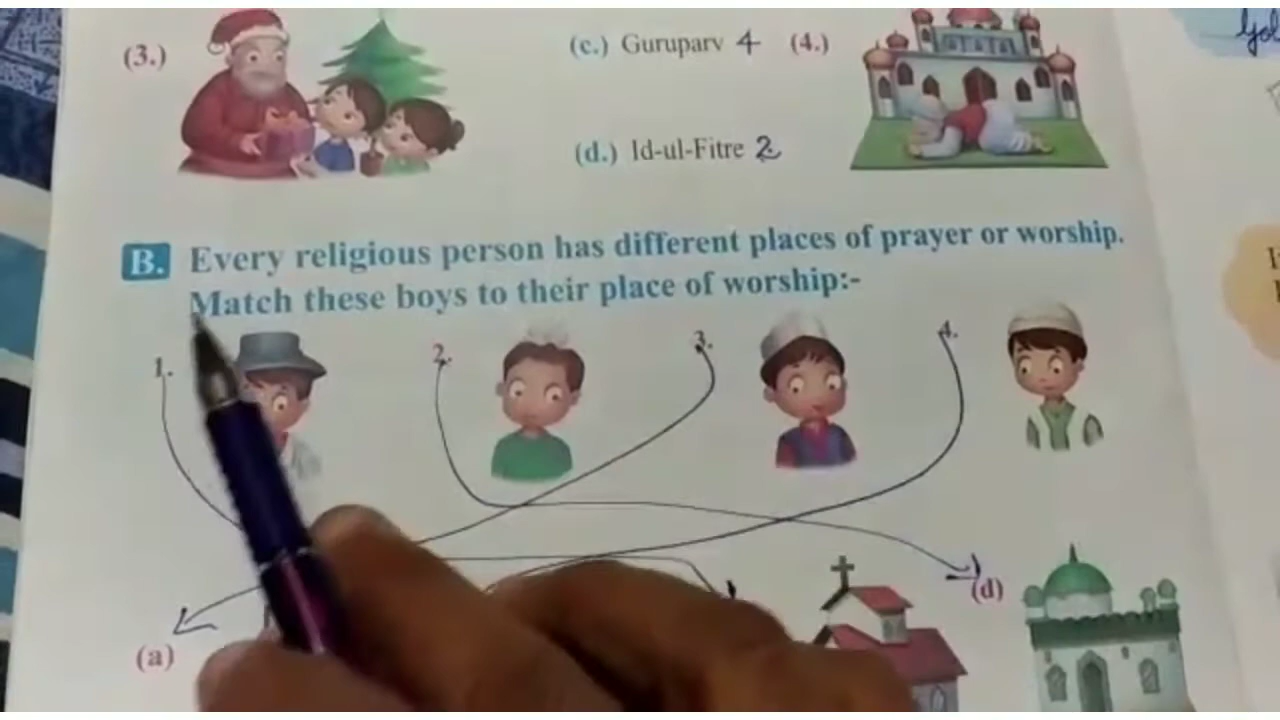 (3.)
(c.) Guruparv 4 (4.)
(d.) Id-ul-Fitre 2
B. Every religious person has different places of prayer or worship.
Match these boys to their place of worship:-
1.
2.
3.
4.
(a)
(d)